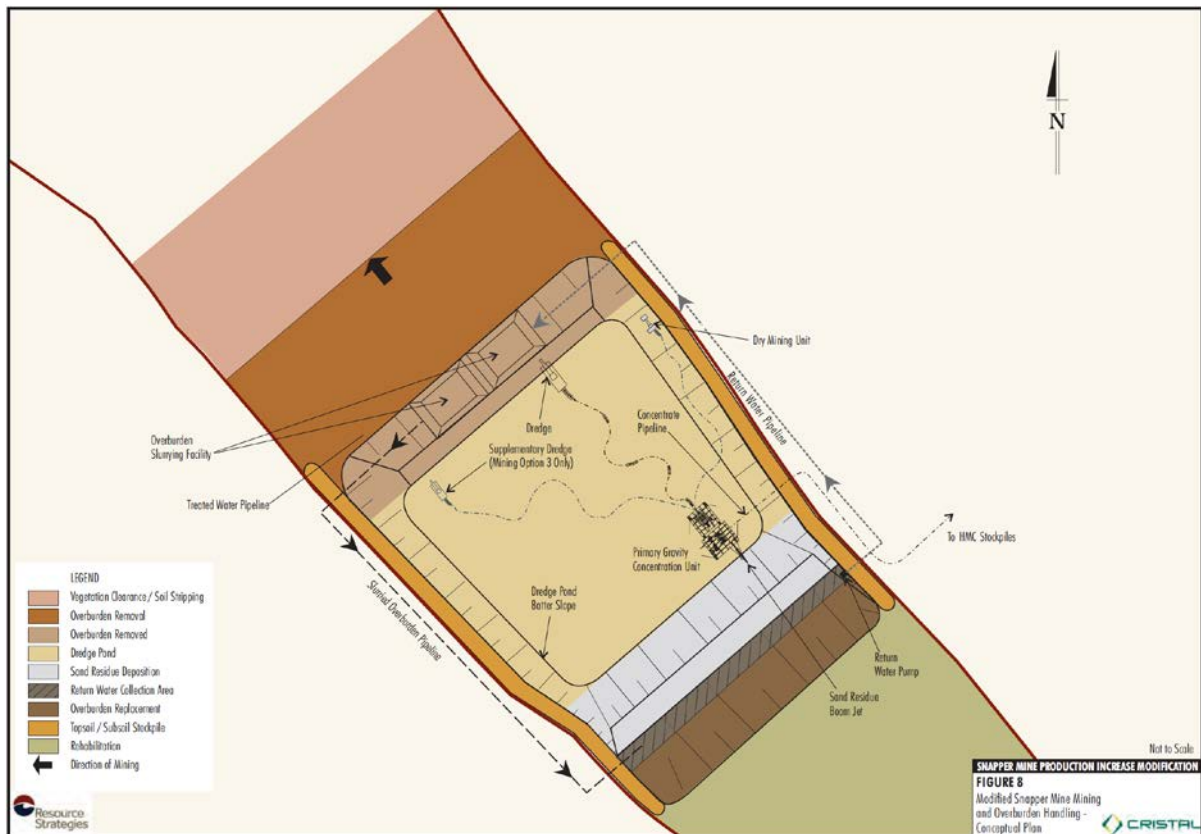 N
Dry Mining Unit
Return Water Pipeline
Concentrate
Pipeline
Dredge
Supplementary Dredge
(Mining Option 3 Only)
Overburden
Slurrying Facility
Treated Water Pipeline
To HMC Stockpiles
Primary Gravity
Concentration Unit
Dredge Pond
Batter Slope
Slurried Overburden Pipeline
Return
Water Pump
Sand Residue
Boom Jet
LEGEND
Vegetation Clearance / Soil Stripping
Overburden Removal
Overburden Removed
Dredge Pond
Sand Residue Deposition
Return Water Collection Area
Overburden Replacement
Topsoil / Subsoil Stockpile
Rehabilitation
Direction of Mining
Resource
Strategies
Not to Scale
SNAPPER MINE PRODUCTION INCREASE MODIFICATION
FIGURE 8
Modified Snapper Mine Mining
and Overburden Handling -
Conceptual Plan
CRISTAL